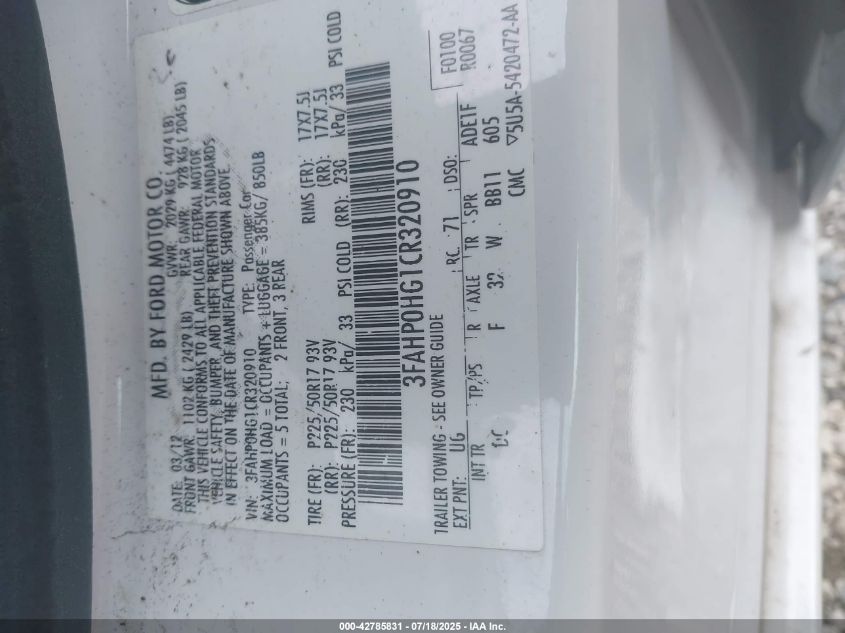 MFD. BY FORD MOTOR CO
DATE: 03/12 GVWR: 2029 KG ( 4474 LB)
FRONT GAWR: 1102 KG ( 2429 LB) REAR GAWR: 928 KG ( 2045 LB)
THIS VEHICLE CONFORMS TO ALL APPLICABLE FEDERAL MOTOR
VEHICLE SAFETY, BUMPER, AND THEFT PREVENTION STANDARDS
IN EFFECT ON THE DATE OF MANUFACTURE SHOWN ABOVE.
VIN: 3FAHP0HG1CR320910 TYPE: Passenger Car
MAXIMUM LOAD = OCCUPANTS + LUGGAGE = 385KG/ 850LB
OCCUPANTS = 5 TOTAL; 2 FRONT, 3 REAR
TIRE (FR): P225/50R17 93V RIMS (FR): 17X7.5J
(RR): P225/50R17 93V (RR): 17X7.5J
PRESSURE (FR): 230 kPa/ 33 PSI COLD (RR): 230 kPa/ 33 PSI COLD
3FAHP0HG1CR320910
F0100
R0067
TRAILER TOWING - SEE OWNER GUIDE
EXT PNT: UG RC: 71 DSO:
INT TR TP/PS R AXLE TR SPR ADE1F
F 32 W BB11 605
CMC ▽5U5A-5420472-AA
000-42785831 - 07/18/2025 - IAA Inc.